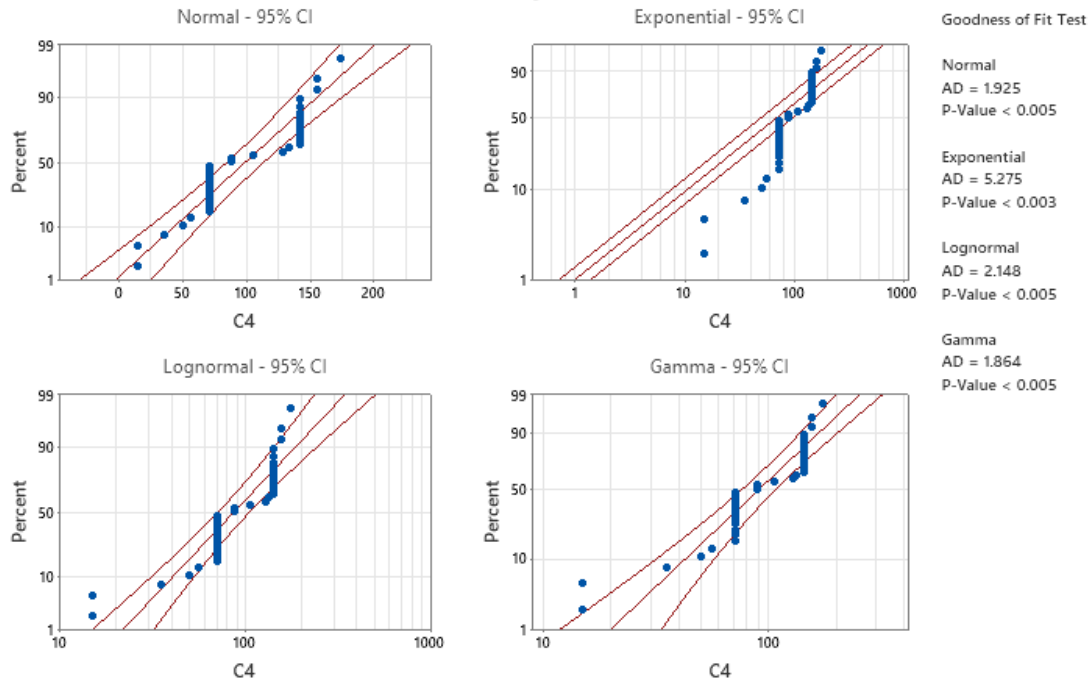 Normal - 95% CI
99
90
50
10
1
Percent
0
50
100
150
200
C4
Exponential - 95% CI
90
50
10
1
Percent
1
10
100
1000
C4
Goodness of Fit Test
Normal
AD = 1.925
P-Value < 0.005
Exponential
AD = 5.275
P-Value < 0.003
Lognormal
AD = 2.148
P-Value < 0.005
Gamma
AD = 1.864
P-Value < 0.005
Lognormal - 95% CI
99
90
50
10
1
Percent
10
100
1000
C4
Gamma - 95% CI
99
90
50
10
1
Percent
10
100
C4